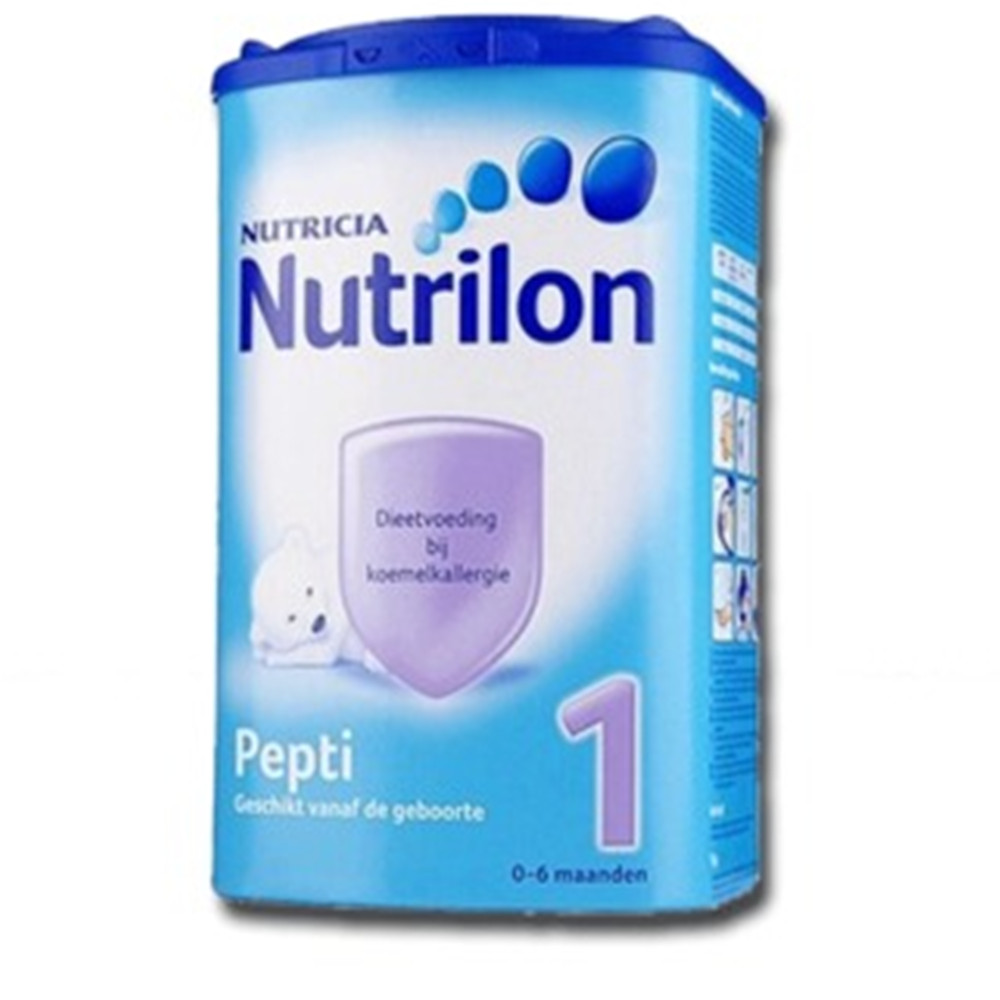 NUTRICIA
Nutrilon
Dieetvoeding
bij
koemelkallergie
Pepti
Geschikt vanaf de geboorte
1
0-6 maanden